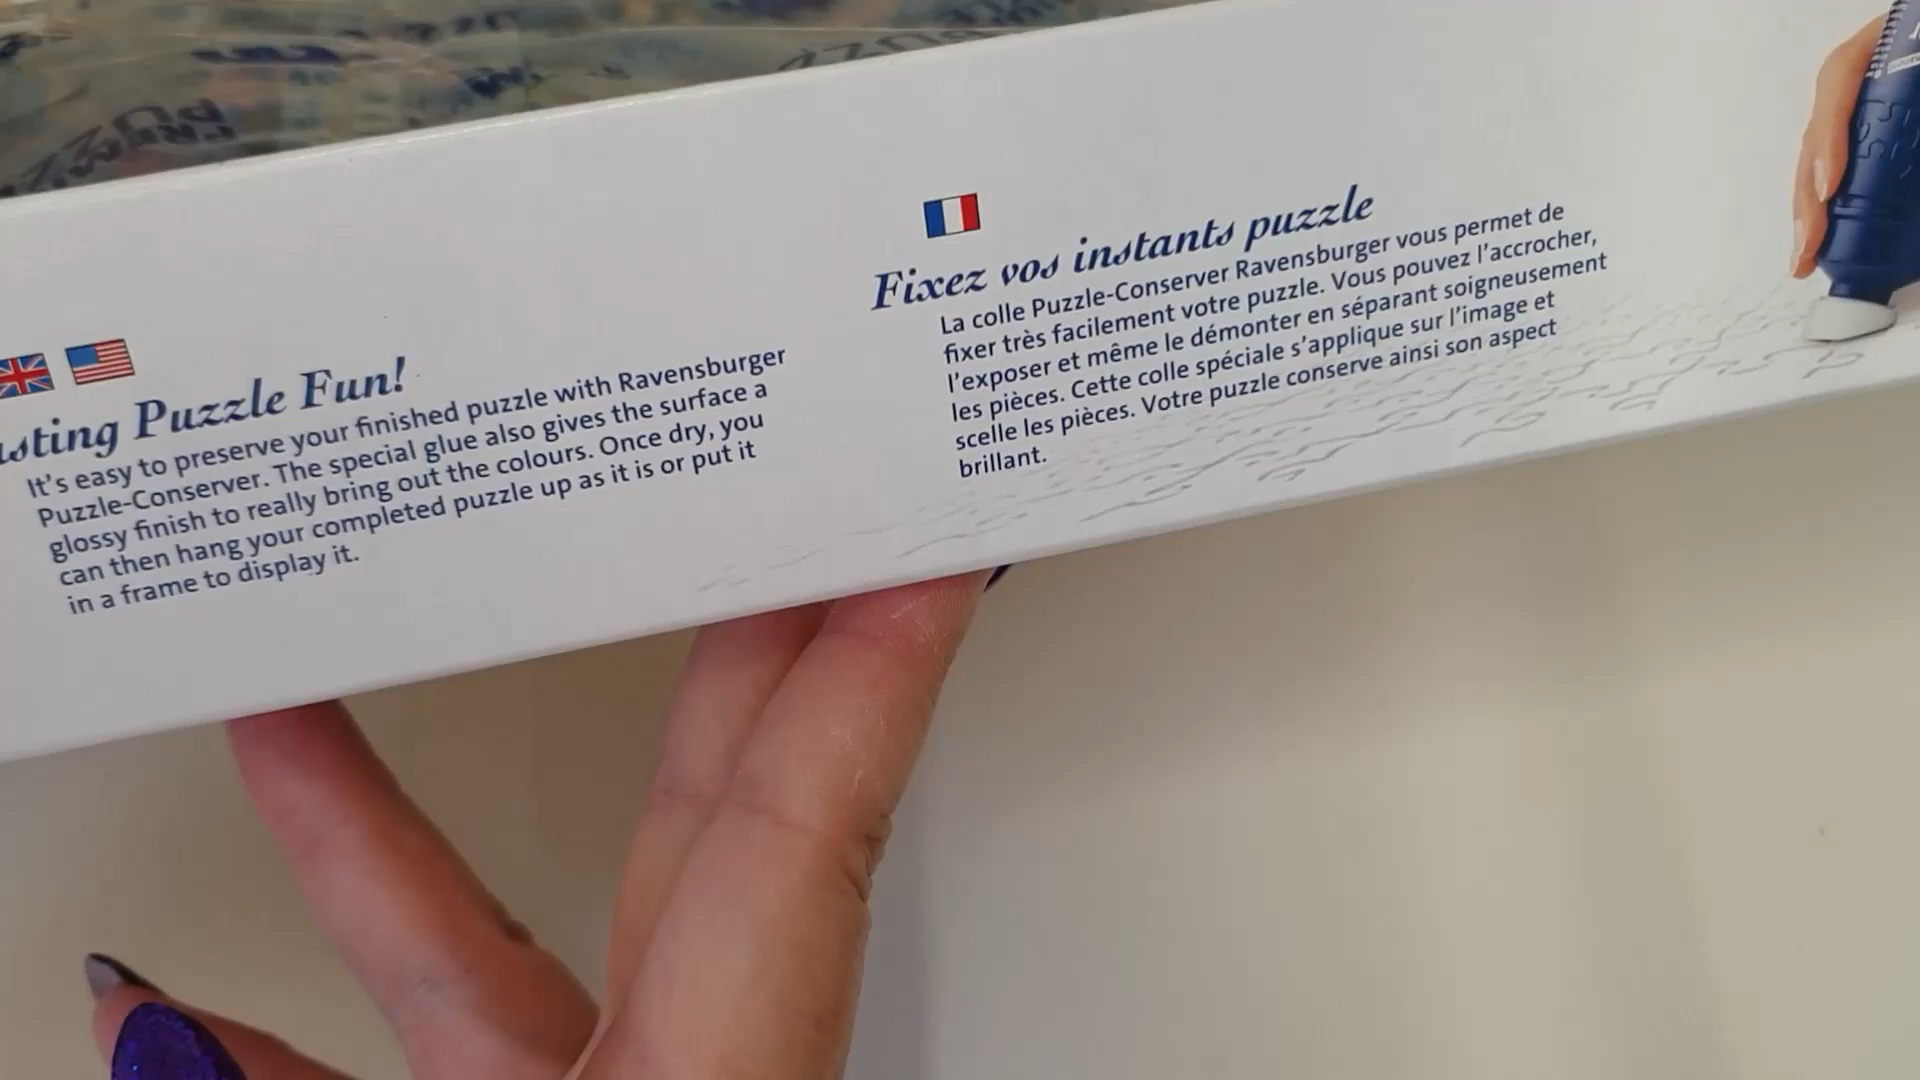 Puzzle Fun!
It's easy to preserve your finished puzzle with Ravensburger
Puzzle-Conserver. The special glue also gives the surface a
glossy finish to really bring out the colours. Once dry, you
can then hang your completed puzzle up as it is or put it
in a frame to display it.
Fixez vos instants puzzle
La colle Puzzle-Conserver Ravensburger vous permet de
fixer très facilement votre puzzle. Vous pouvez l'accrocher,
l'exposer et même le démonter en séparant soigneusement
les pièces. Cette colle spéciale s'applique sur l'image et
scelle les pièces. Votre puzzle conserve ainsi son aspect
brillant.